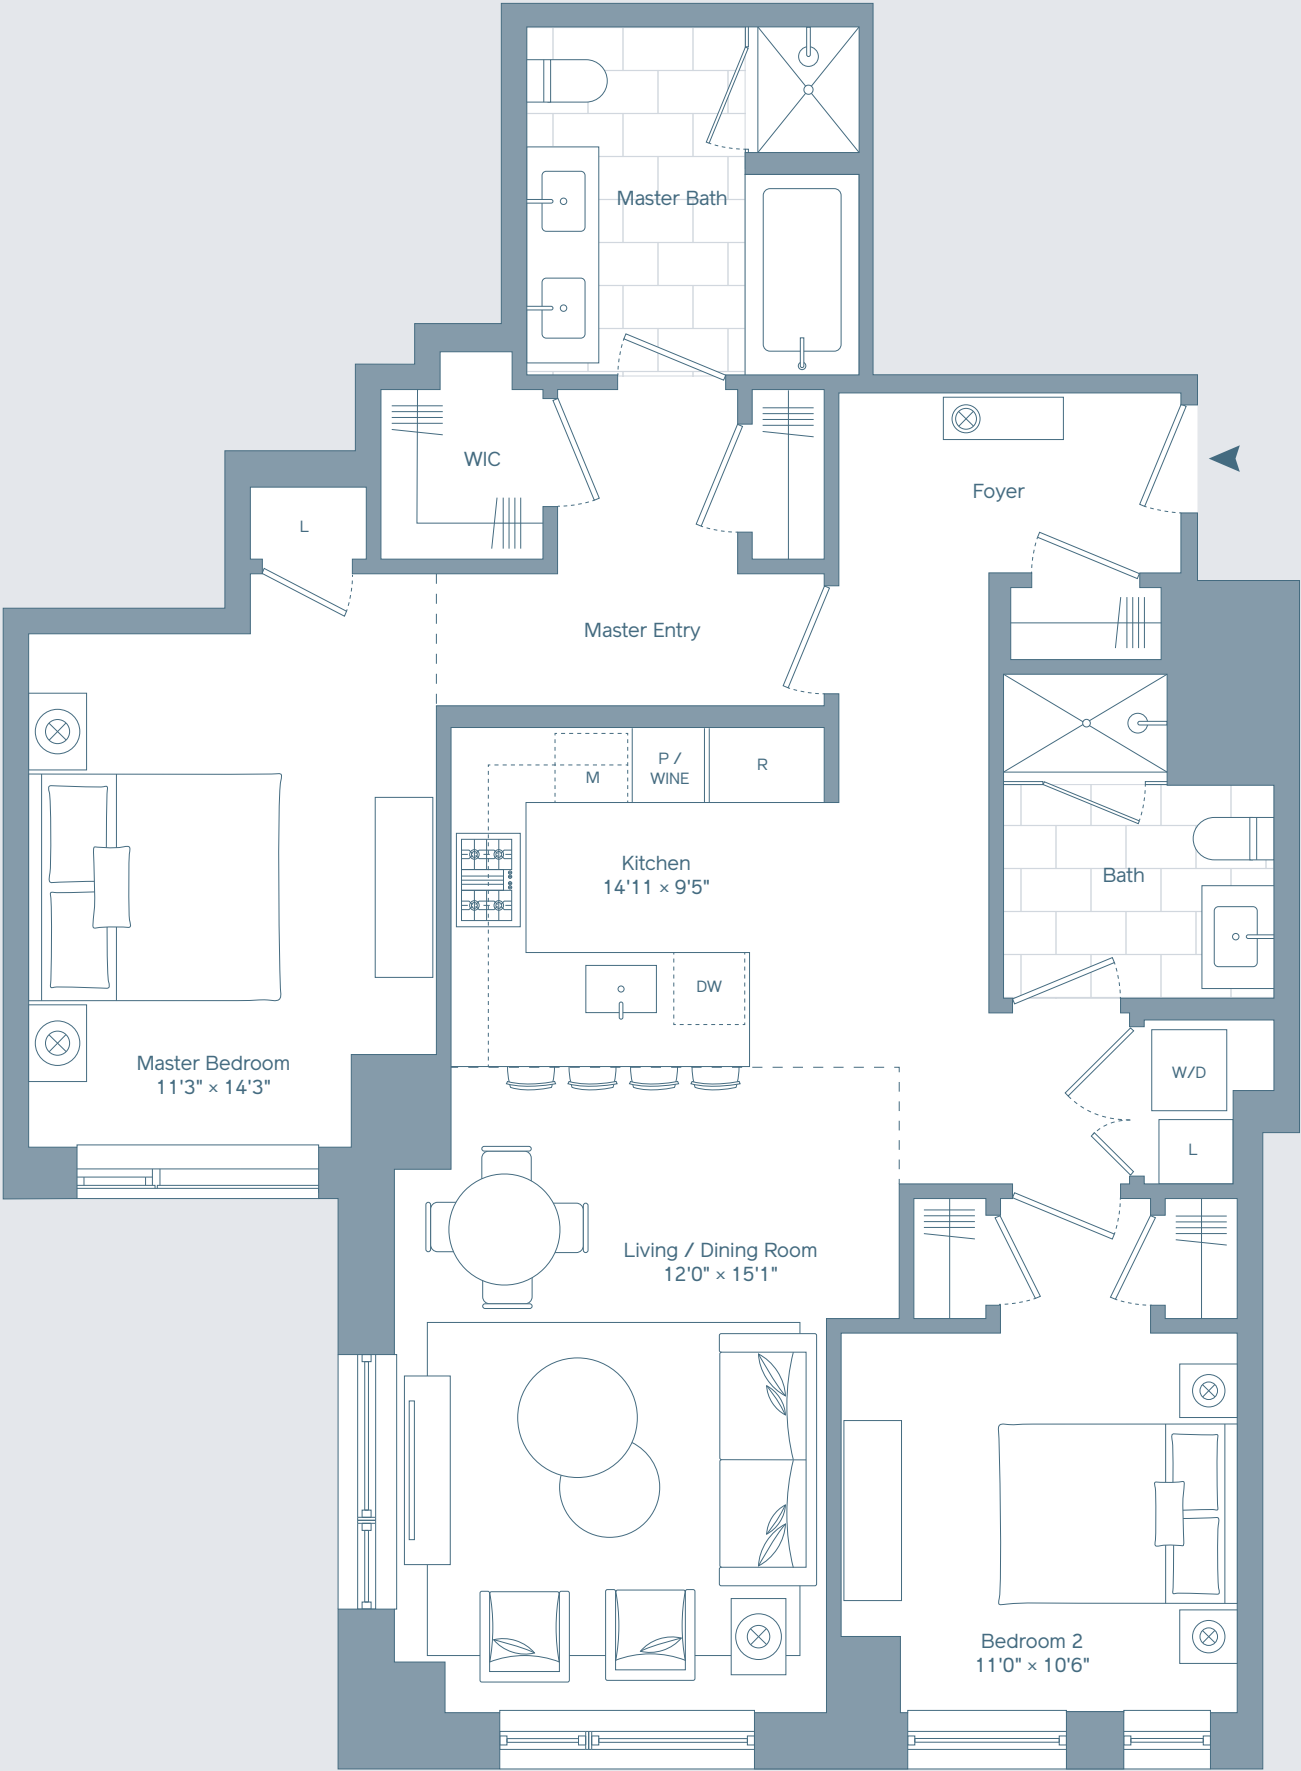 Master Bath
WIC
Foyer
L
Master Entry
M
P /
WINE
R
Kitchen
14'11 × 9'5"
Bath
DW
Master Bedroom
11'3" × 14'3"
W/D
L
Living / Dining Room
12'0" × 15'1"
Bedroom 2
11'0" × 10'6"